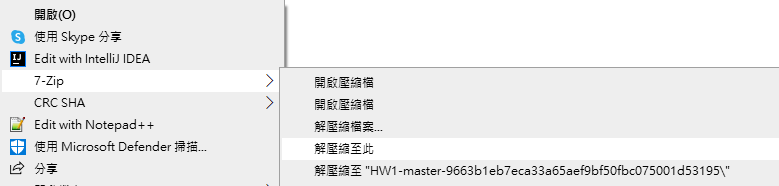 開啟(O)
使用 Skype 分享
Edit with IntelliJ IDEA
7-Zip
CRC SHA
Edit with Notepad++
使用 Microsoft Defender 掃描...
分享
開啟壓縮檔
開啟壓縮檔
解壓縮檔案...
解壓縮至此
解壓縮至 "HW1-master-9663b1eb7eca33a65aef9bf50fbc075001d53195\"